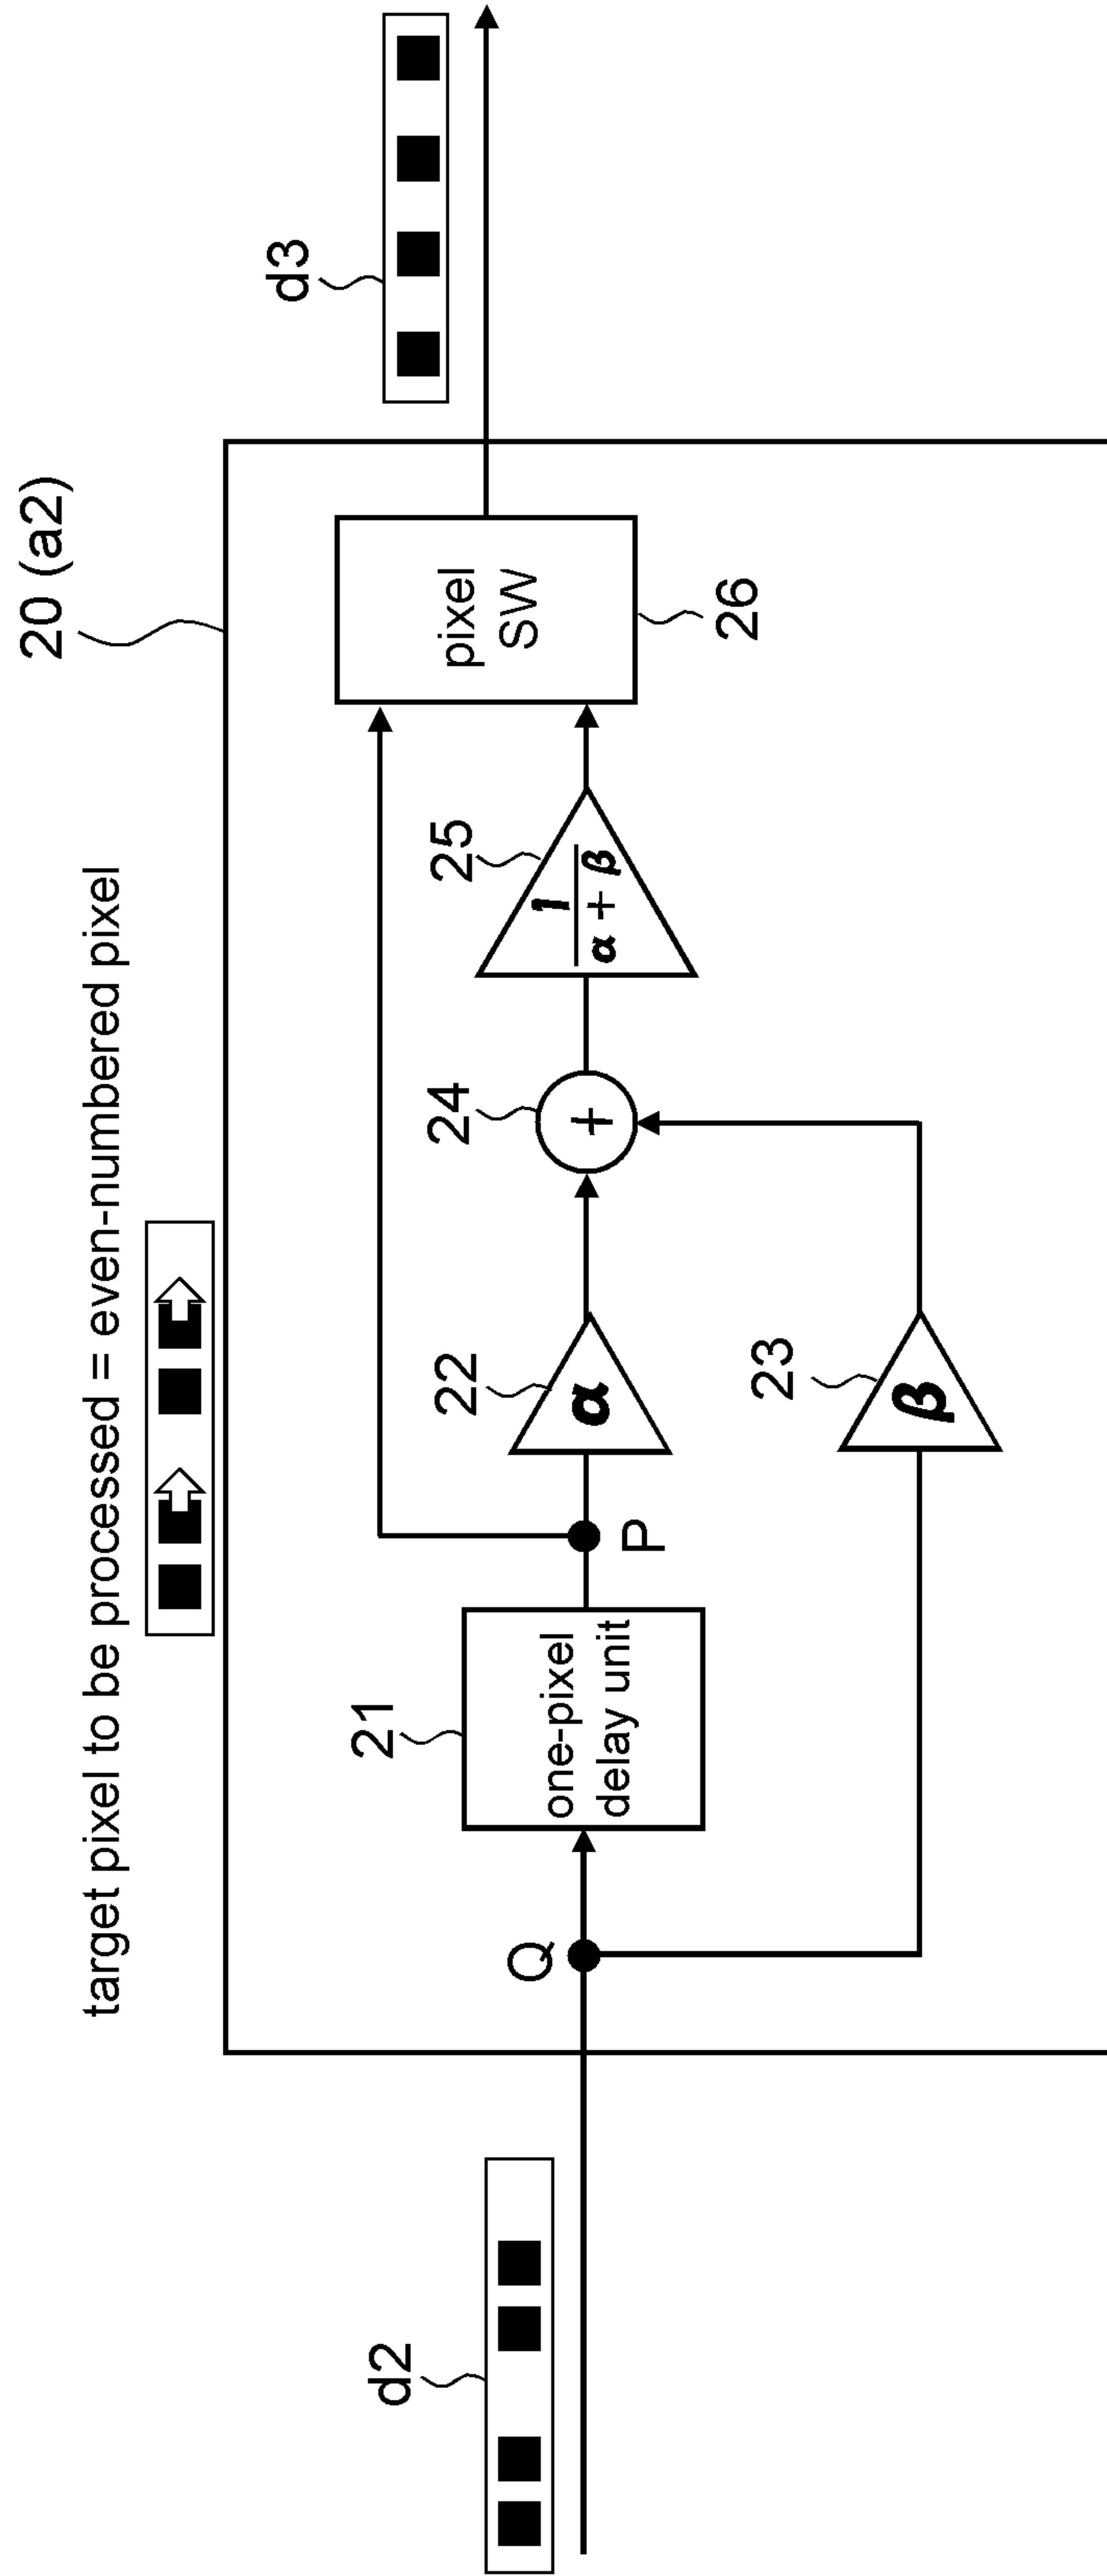 20 (a2)
target pixel to be processed = even-numbered pixel
d2
d3
Q
21
one-pixel
delay unit
P
22
α
23
β
24
+
25
1
α + β
pixel
SW
26